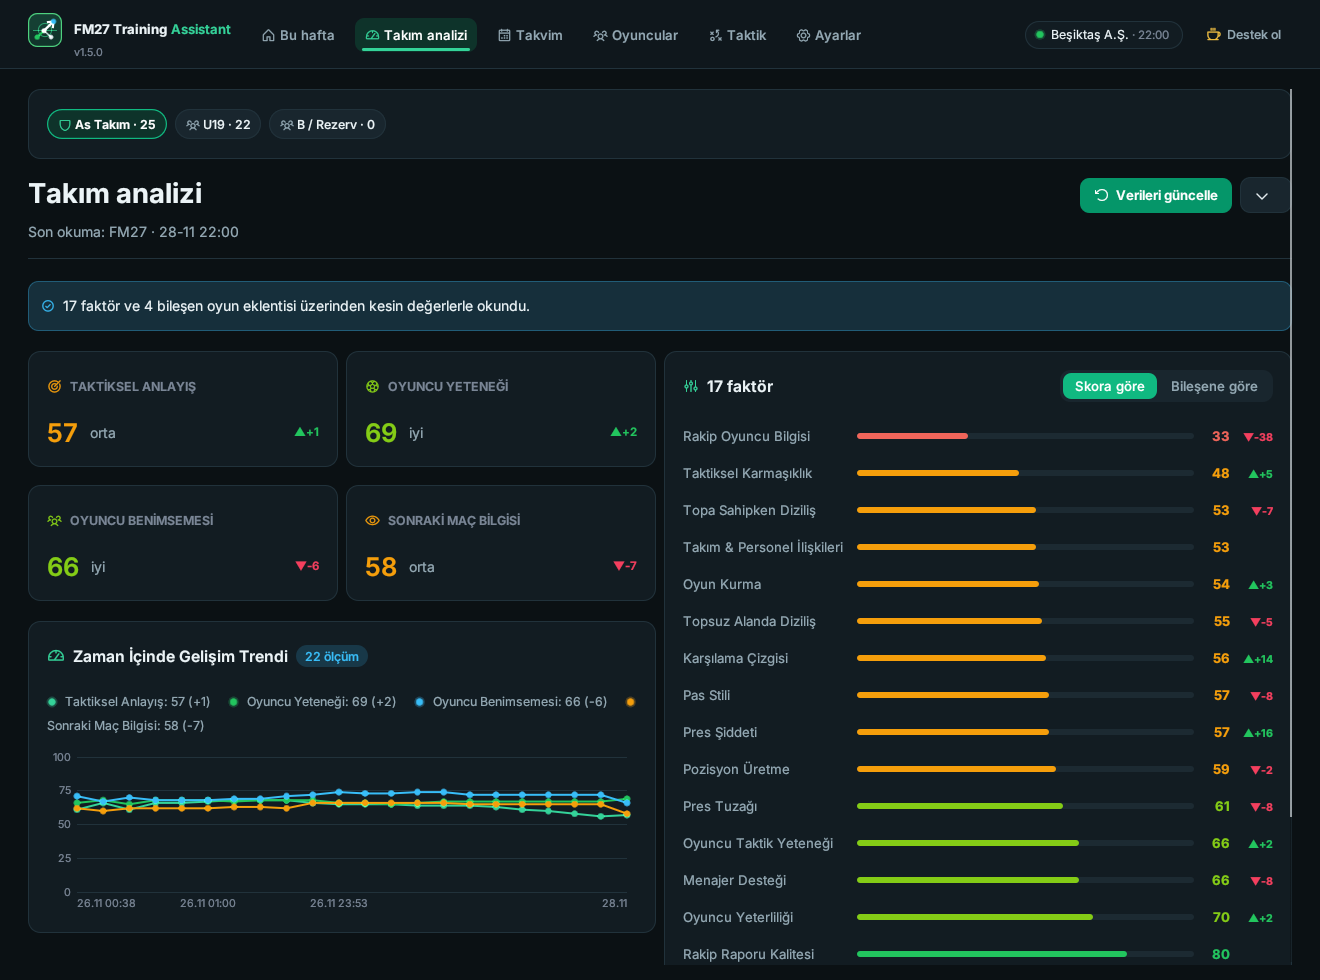 FM27 Training Assistant
v1.5.0
Bu hafta
Takım analizi
Takvim
Oyuncular
Taktik
Ayarlar
Beşiktaş A.Ş. · 22:00
Destek ol
As Takım · 25
U19 · 22
B / Rezerv · 0
Takım analizi
Verileri güncelle
Son okuma: FM27 · 28-11 22:00
17 faktör ve 4 bileşen oyun eklentisi üzerinden kesin değerlerle okundu.
TAKTİKSEL ANLAYIŞ
57 orta ▲+1
OYUNCU YETENEĞİ
69 iyi ▲+2
OYUNCU BENİMSEMESİ
66 iyi ▼-6
SONRAKİ MAÇ BİLGİSİ
58 orta ▼-7
Zaman İçinde Gelişim Trendi 22 ölçüm
Taktiksel Anlayış: 57 (+1) Oyuncu Yeteneği: 69 (+2) Oyuncu Benimsemesi: 66 (-6)
Sonraki Maç Bilgisi: 58 (-7)
100
75
50
25
0
26.11 00:38 26.11 01:00 26.11 23:53 28.11
17 faktör
Skora göre
Bileşene göre
Rakip Oyuncu Bilgisi 33 ▼-38
Taktiksel Karmaşıklık 48 ▲+5
Topa Sahipken Diziliş 53 ▼-7
Takım & Personel İlişkileri 53
Oyun Kurma 54 ▲+3
Topsuz Alanda Diziliş 55 ▼-5
Karşılama Çizgisi 56 ▲+14
Pas Stili 57 ▼-8
Pres Şiddeti 57 ▲+16
Pozisyon Üretme 59 ▼-2
Pres Tuzağı 61 ▼-8
Oyuncu Taktik Yeteneği 66 ▲+2
Menajer Desteği 66 ▼-8
Oyuncu Yeterliliği 70 ▲+2
Rakip Raporu Kalitesi 80